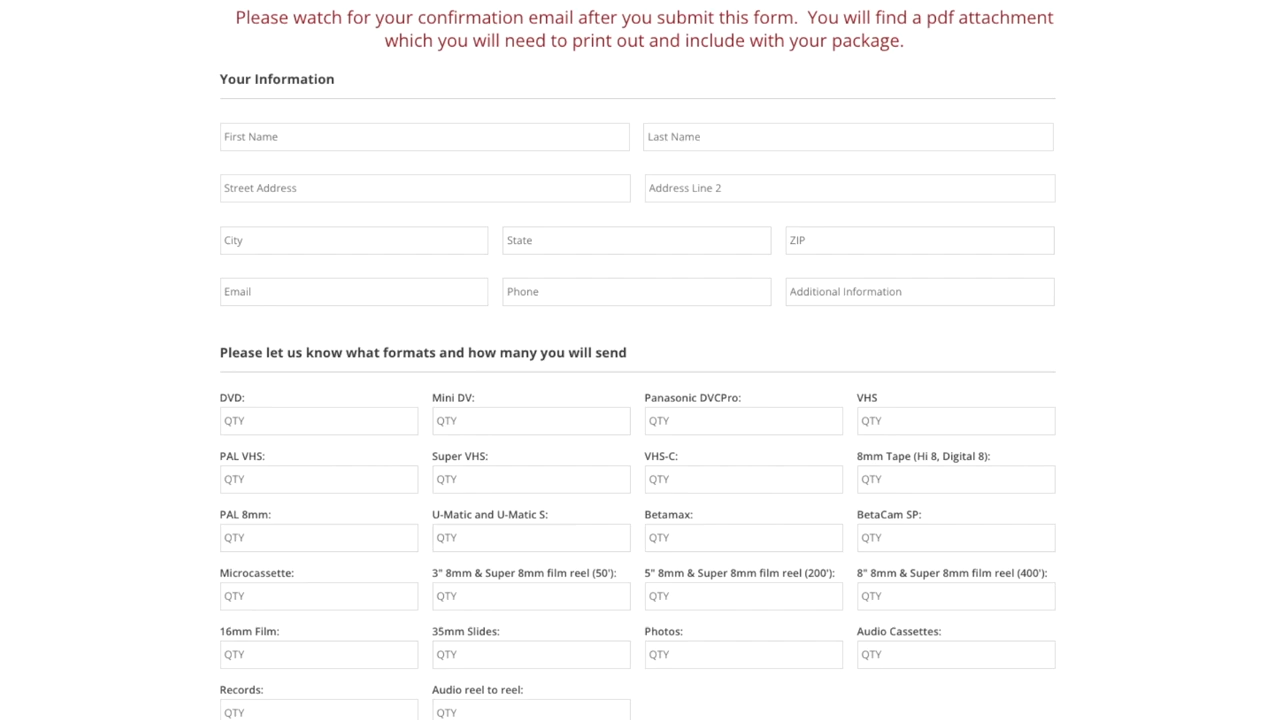 Please watch for your confirmation email after you submit this form. You will find a pdf attachment
which you will need to print out and include with your package.
Your Information
First Name
Last Name
Street Address
Address Line 2
City
State
ZIP
Email
Phone
Additional Information
Please let us know what formats and how many you will send
DVD:
Mini DV:
Panasonic DVCPro:
VHS
QTY
QTY
QTY
QTY
PAL VHS:
Super VHS:
VHS-C:
8mm Tape (Hi 8, Digital 8):
QTY
QTY
QTY
QTY
PAL 8mm:
U-Matic and U-Matic S:
Betamax:
BetaCam SP:
QTY
QTY
QTY
QTY
Microcassette:
3" 8mm & Super 8mm film reel (50'):
5" 8mm & Super 8mm film reel (200'):
8" 8mm & Super 8mm film reel (400'):
QTY
QTY
QTY
QTY
16mm Film:
35mm Slides:
Photos:
Audio Cassettes:
QTY
QTY
QTY
QTY
Records:
Audio reel to reel:
QTY
QTY